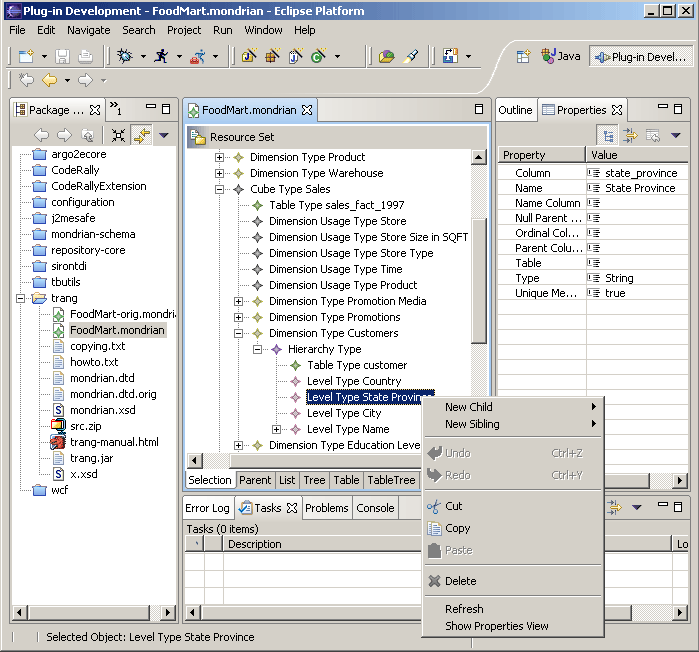 Plug-in Development - FoodMart.mondrian - Eclipse Platform
File Edit Navigate Search Project Run Window Help
Java Plug-in Devel...
Package ... »1
argo2ecore
CodeRally
CodeRallyExtension
configuration
j2mesafe
mondrian-schema
repository-core
sirontdi
tbutils
trang
FoodMart-orig.mondri
FoodMart.mondrian
copying.txt
howto.txt
mondrian.dtd
mondrian.dtd.orig
mondrian.xsd
src.zip
trang-manual.html
trang.jar
x.xsd
wcf
FoodMart.mondrian
Resource Set
Dimension Type Product
Dimension Type Warehouse
Cube Type Sales
Table Type sales_fact_1997
Dimension Usage Type Store
Dimension Usage Type Store Size in SQFT
Dimension Usage Type Store Type
Dimension Usage Type Time
Dimension Usage Type Product
Dimension Type Promotion Media
Dimension Type Promotions
Dimension Type Customers
Hierarchy Type
Table Type customer
Level Type Country
Level Type State Province
Level Type City
Level Type Name
Dimension Type Education Leve
Selection Parent List Tree Table TableTree
Outline Properties
Property Value
Column state_province
Name State Province
Name Column
Null Parent ...
Ordinal Col...
Parent Colu...
Table
Type String
Unique Me... true
New Child
New Sibling
Undo Ctrl+Z
Redo Ctrl+Y
Cut
Copy
Paste
Delete
Refresh
Show Properties View
Error Log Tasks Problems Console
Tasks (0 items)
Description Lo
Selected Object: Level Type State Province